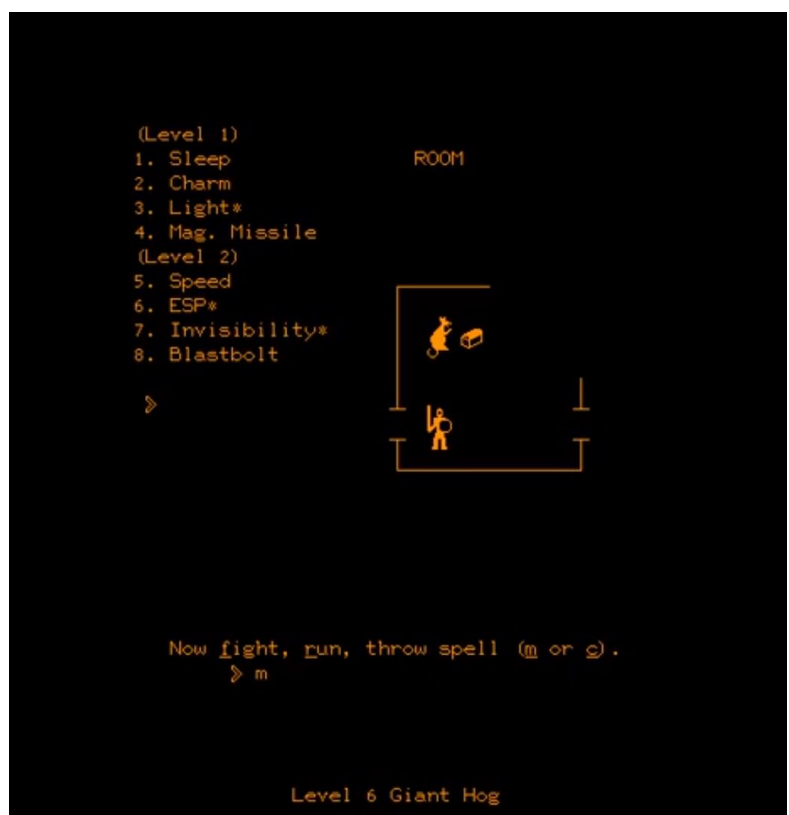 (Level 1)
1. Sleep
2. Charm
3. Light*
4. Mag. Missile
(Level 2)
5. Speed
6. ESP*
7. Invisibility*
8. Blastbolt
>
ROOM
Now fight, run, throw spell (m or c).
> m
Level 6 Giant Hog